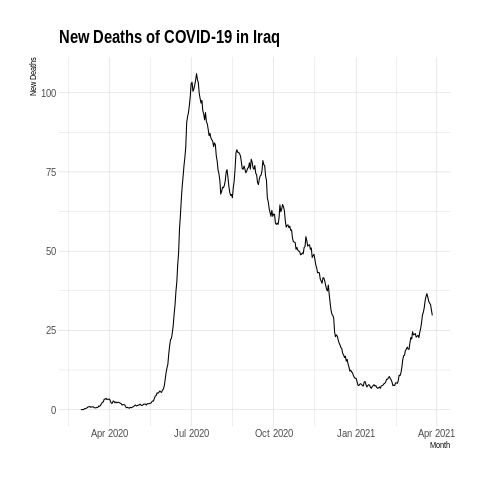 New Deaths of COVID-19 in Iraq
New Deaths
100
75
50
25
0
Apr 2020 Jul 2020 Oct 2020 Jan 2021 Apr 2021
Month